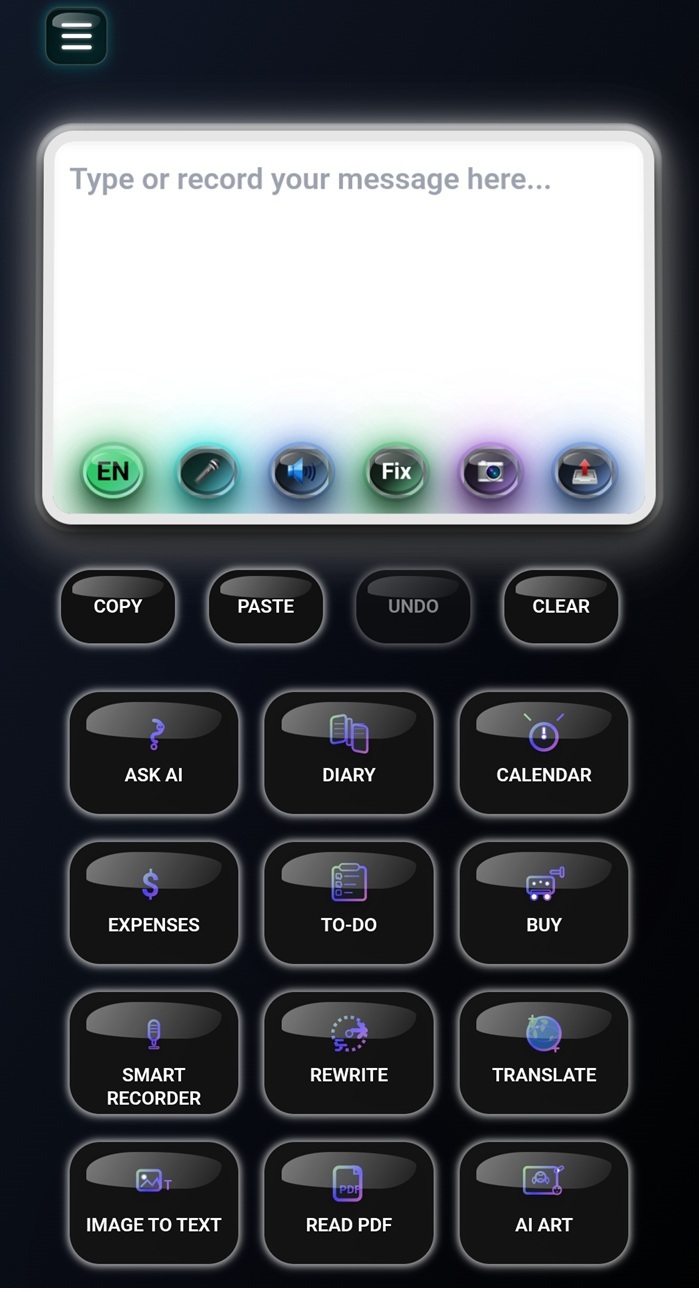 Type or record your message here...
EN Fix
COPY PASTE UNDO CLEAR
ASK AI DIARY CALENDAR
$
EXPENSES TO-DO BUY
SMART
RECORDER REWRITE TRANSLATE
T PDF
IMAGE TO TEXT READ PDF AI ART